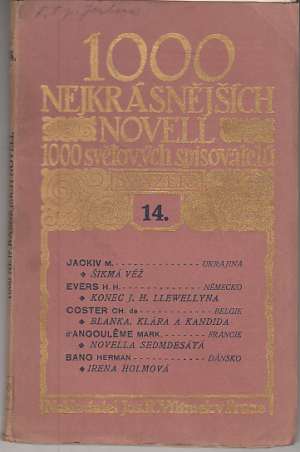 1000
NEJKRÁSNĚJŠÍCH
NOVELL
1000 světových spisovatelů
14.
JACKIV M. UKRAJINA
ŠIKMÁ VĚŽ
EVERS H. H. NĚMECKO
KONEC J. H. LLEWELLYNA
COSTER CH. de BELGIE
BLANKA, KLÁRA A KANDIDA
d'ANGOULÊME MARK. FRANCIE
NOVELLA SEDMDESÁTÁ
BANG HERMAN DÁNSKO
IRENA HOLMOVÁ
Nakladatel Jos. R. Vilímek v Praze